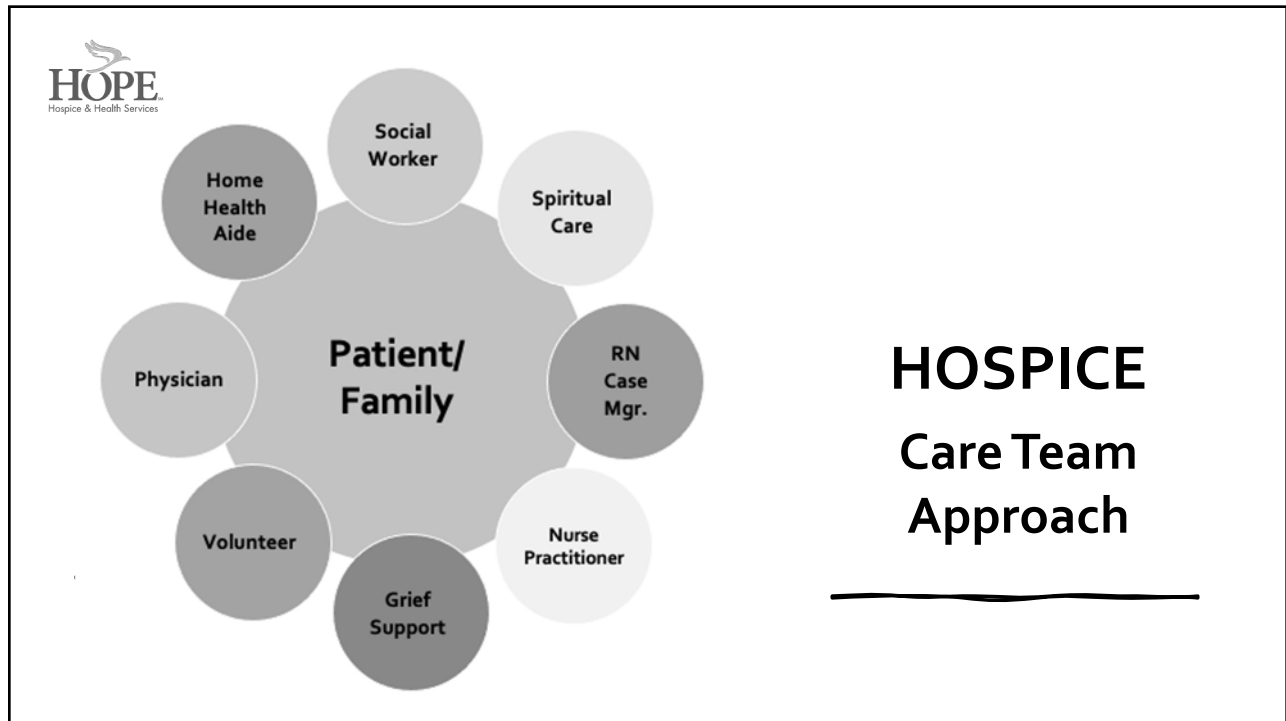 HOPE
Hospice & Health Services
Social
Worker
Spiritual
Care
RN
Case
Mgr.
Nurse
Practitioner
Grief
Support
Volunteer
Physician
Home
Health
Aide
Patient/
Family
HOSPICE
Care Team
Approach